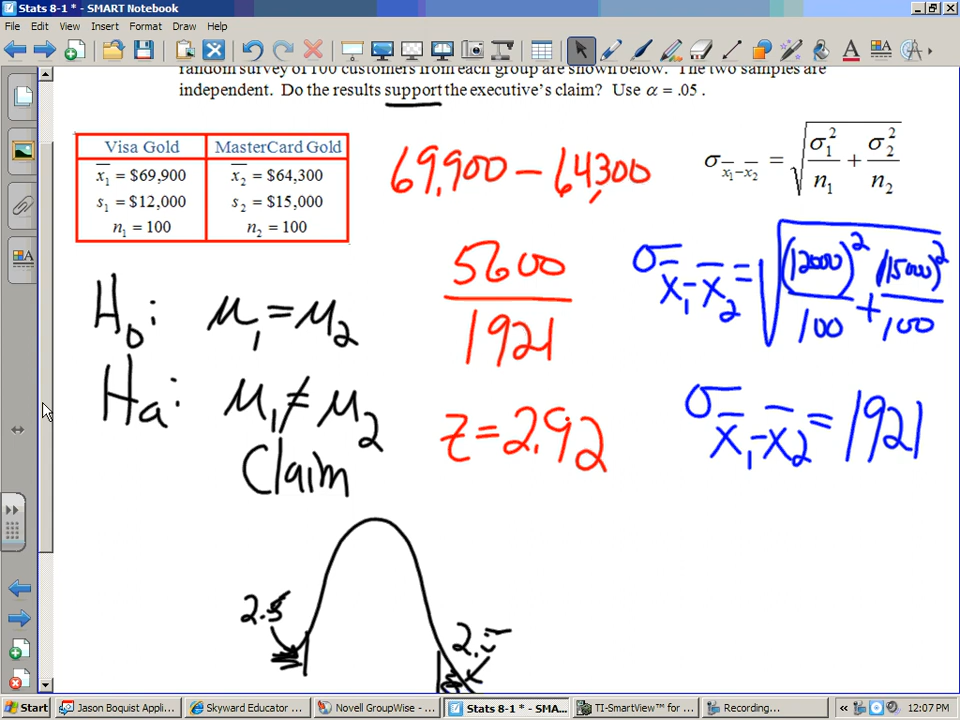 Stats 8-1 * - SMART Notebook
File Edit View Insert Format Draw Tools Help
random survey of 100 customers from each group are shown below. The two samples are
independent. Do the results support the executive's claim? Use α = .05 .
Visa Gold MasterCard Gold
x̄₁ = $69,900 x̄₂ = $64,300
s₁ = $12,000 s₂ = $15,000
n₁ = 100 n₂ = 100
69,900 – 64,300
σ x̄₁–x̄₂ = √(σ₁²/n₁ + σ₂²/n₂)
5600
1921
z = 2.92
σ x̄₁–x̄₂ = √((12000)²/100 + (15000)²/100)
σ x̄₁–x̄₂ = 1921
H₀: μ₁ = μ₂
Ha: μ₁ ≠ μ₂
Claim
2.5
Start Jason Boquist Appli... Skyward Educator ... Novell GroupWise - ... Stats 8-1 * - SMA... TI-SmartView™ for ... Recording... « 12:07 PM